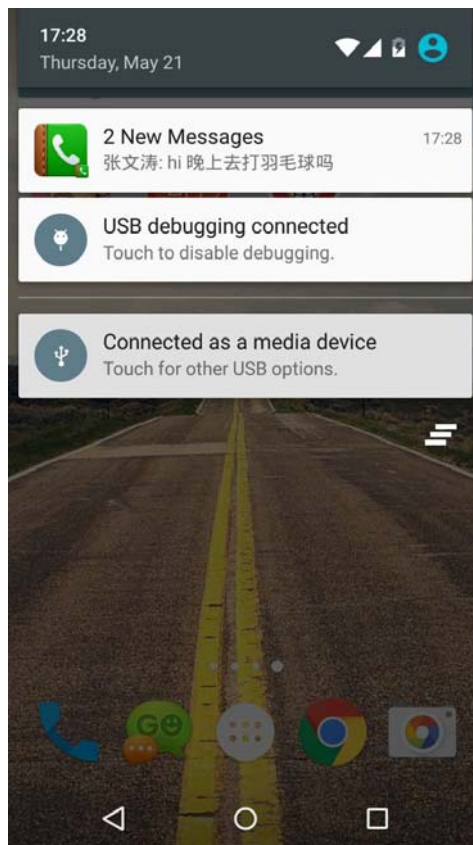 17:28
Thursday, May 21
2 New Messages
17:28
张文涛: hi 晚上去打羽毛球吗
USB debugging connected
Touch to disable debugging.
Connected as a media device
Touch for other USB options.
GO